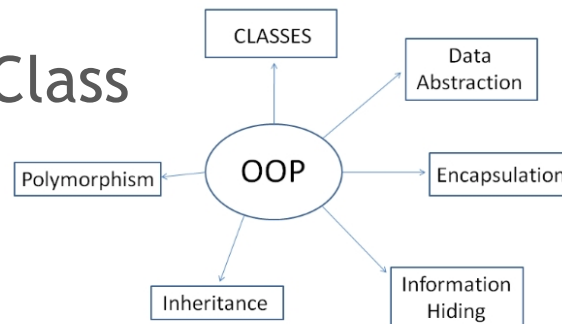 CLASSES
Class
Data
Abstraction
OOP
Polymorphism
Encapsulation
Inheritance
Information
Hiding